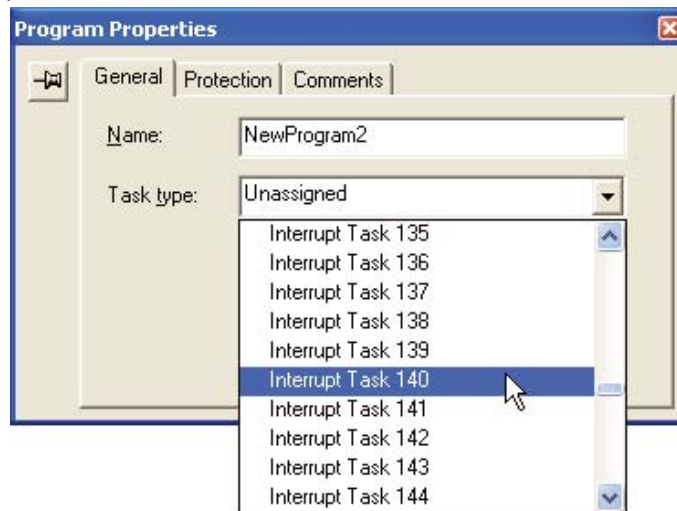 Program Properties
General Protection Comments
Name: NewProgram2
Task type: Unassigned
Interrupt Task 135
Interrupt Task 136
Interrupt Task 137
Interrupt Task 138
Interrupt Task 139
Interrupt Task 140
Interrupt Task 141
Interrupt Task 142
Interrupt Task 143
Interrupt Task 144